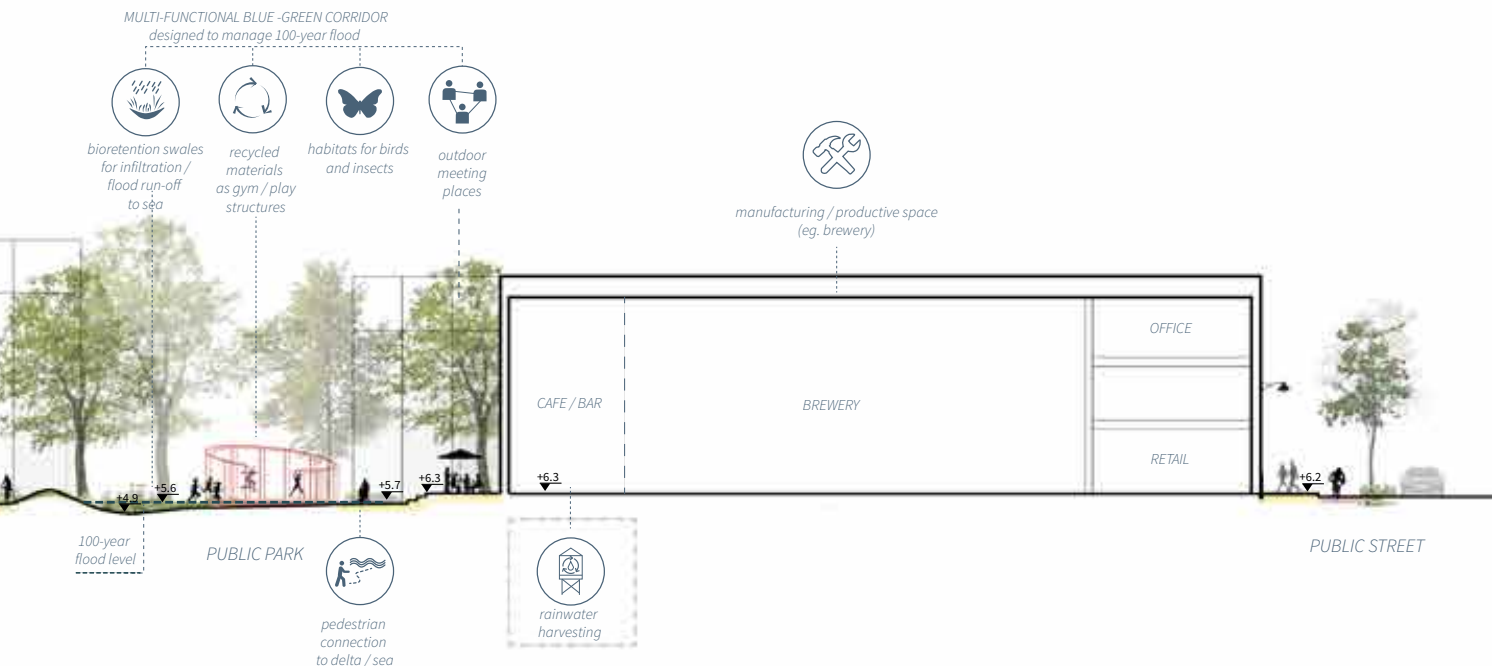 MULTI-FUNCTIONAL BLUE -GREEN CORRIDOR
designed to manage 100-year flood
bioretention swales
for infiltration /
flood run-off
to sea
recycled
materials
as gym / play
structures
habitats for birds
and insects
outdoor
meeting
places
manufacturing / productive space
(eg. brewery)
OFFICE
CAFE / BAR
BREWERY
RETAIL
+4.9
+5.6
+5.7
+6.3
+6.3
+6.2
100-year
flood level
PUBLIC PARK
PUBLIC STREET
pedestrian
connection
to delta / sea
rainwater
harvesting